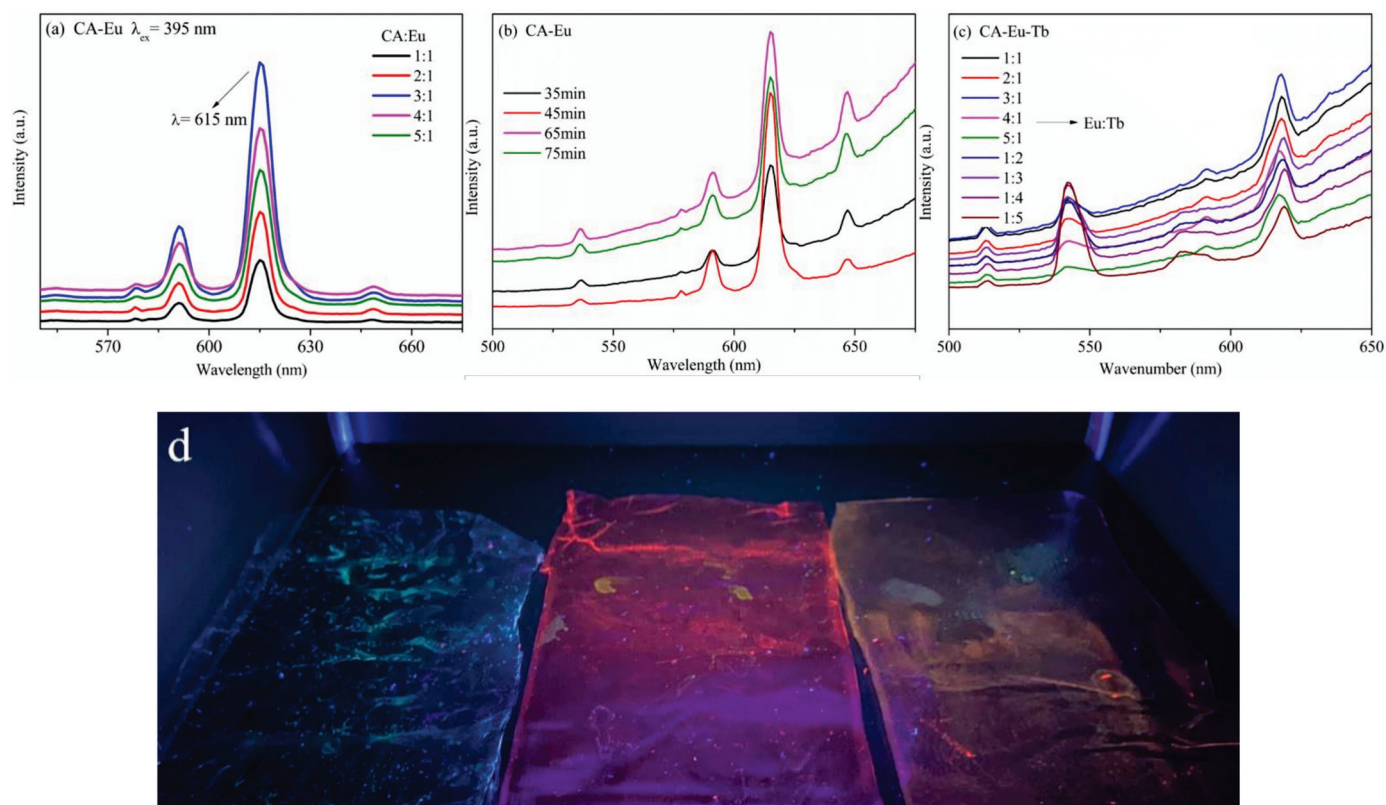 (a) CA-Eu λex = 395 nm
CA:Eu
1:1
2:1
3:1
4:1
5:1
λ= 615 nm
Intensity (a.u.)
570 600 630 660
Wavelength (nm)
(b) CA-Eu
35min
45min
65min
75min
Intensity (a.u.)
500 550 600 650
Wavelength (nm)
(c) CA-Eu-Tb
1:1
2:1
3:1
4:1
5:1
1:2
1:3
1:4
1:5
Eu:Tb
Intensity (a.u.)
500 550 600 650
Wavenumber (nm)
d